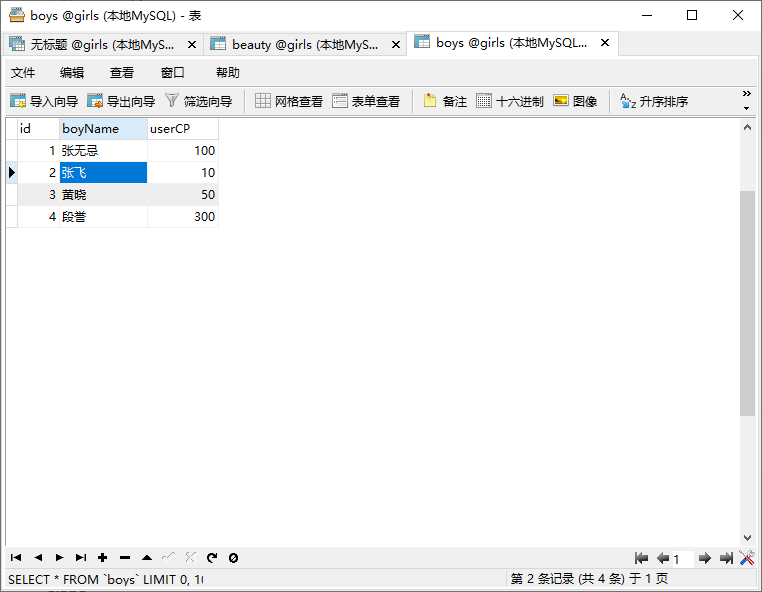 boys @girls (本地MySQL) - 表
无标题 @girls (本地MyS... beauty @girls (本地MyS... boys @girls (本地MySQL...
文件 编辑 查看 窗口 帮助
导入向导 导出向导 筛选向导 网格查看 表单查看 备注 十六进制 图像 升序排序
id boyName userCP
1 张无忌 100
2 张飞 10
3 黄晓 50
4 段誉 300
1
SELECT * FROM `boys` LIMIT 0, 10 第 2 条记录 (共 4 条) 于 1 页